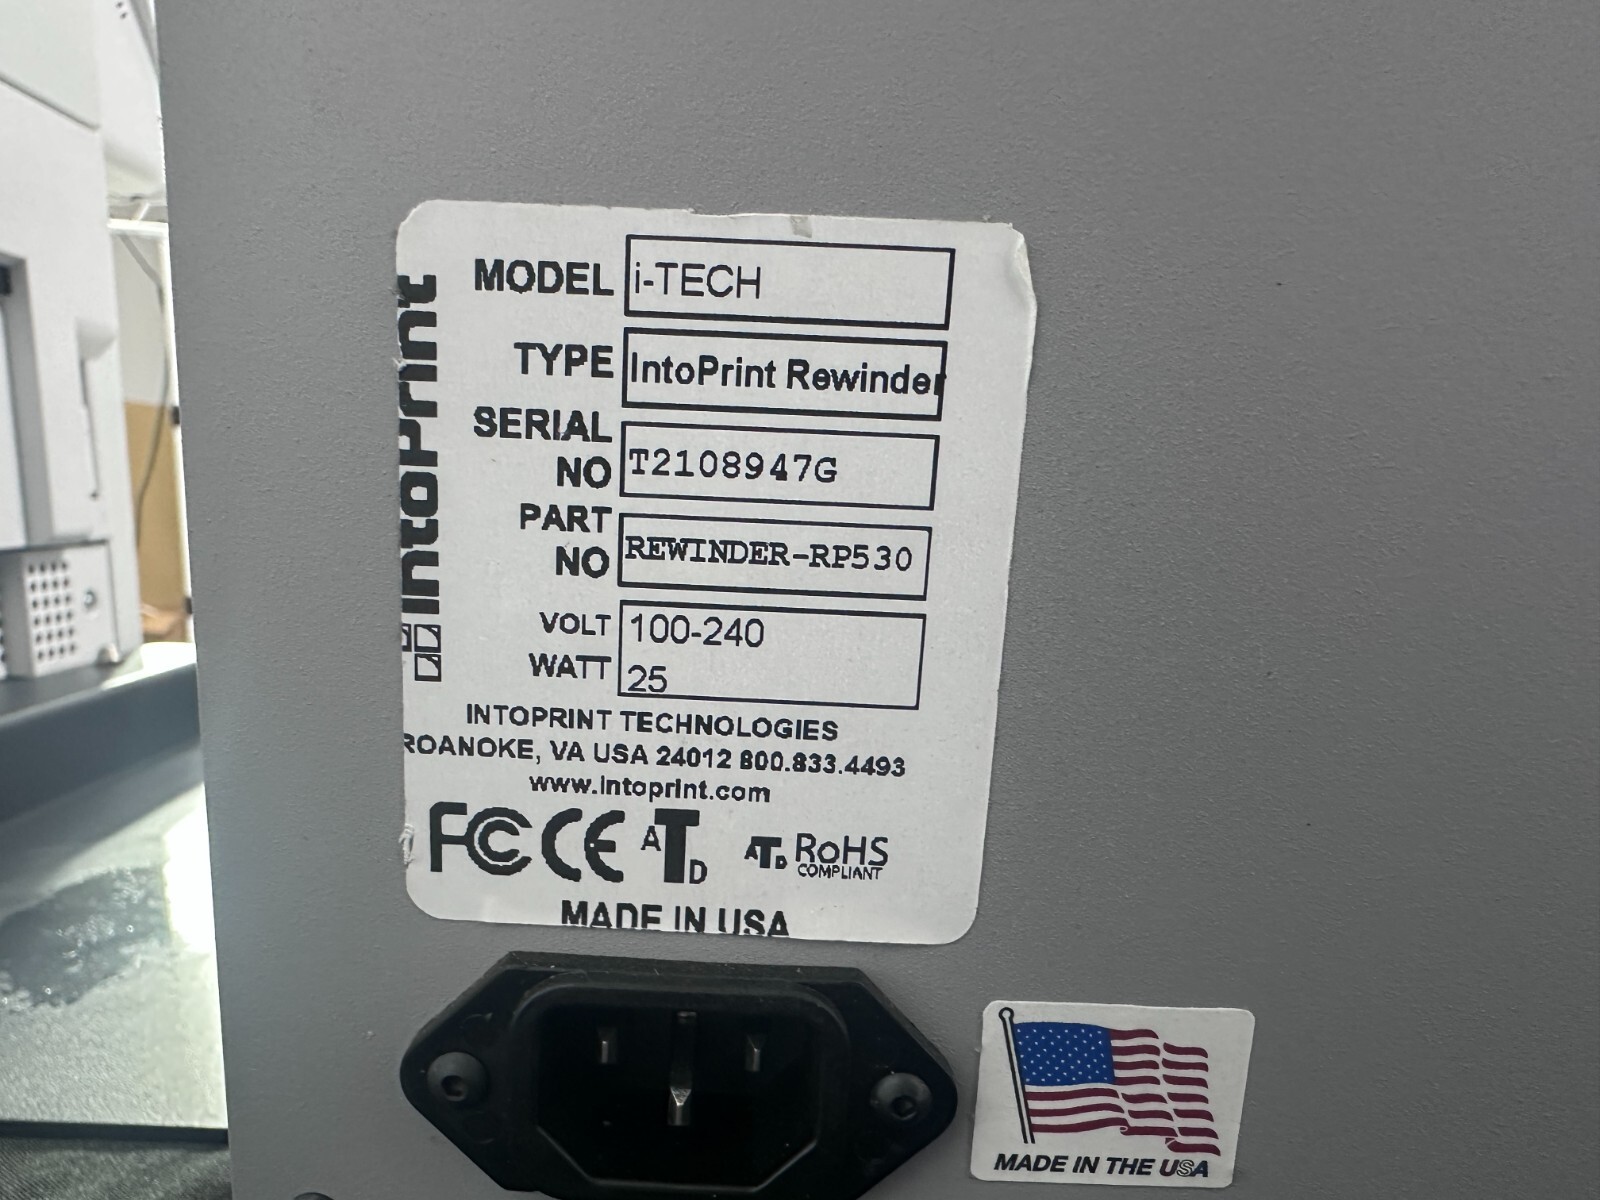 IntoPrint
MODEL i-TECH
TYPE IntoPrint Rewinder
SERIAL NO T2108947G
PART NO REWINDER-RP530
VOLT 100-240
WATT 25
INTOPRINT TECHNOLOGIES
ROANOKE, VA USA 24012 800.833.4493
www.intoprint.com
FC CE ATD ATD RoHS
COMPLIANT
MADE IN USA
MADE IN THE USA